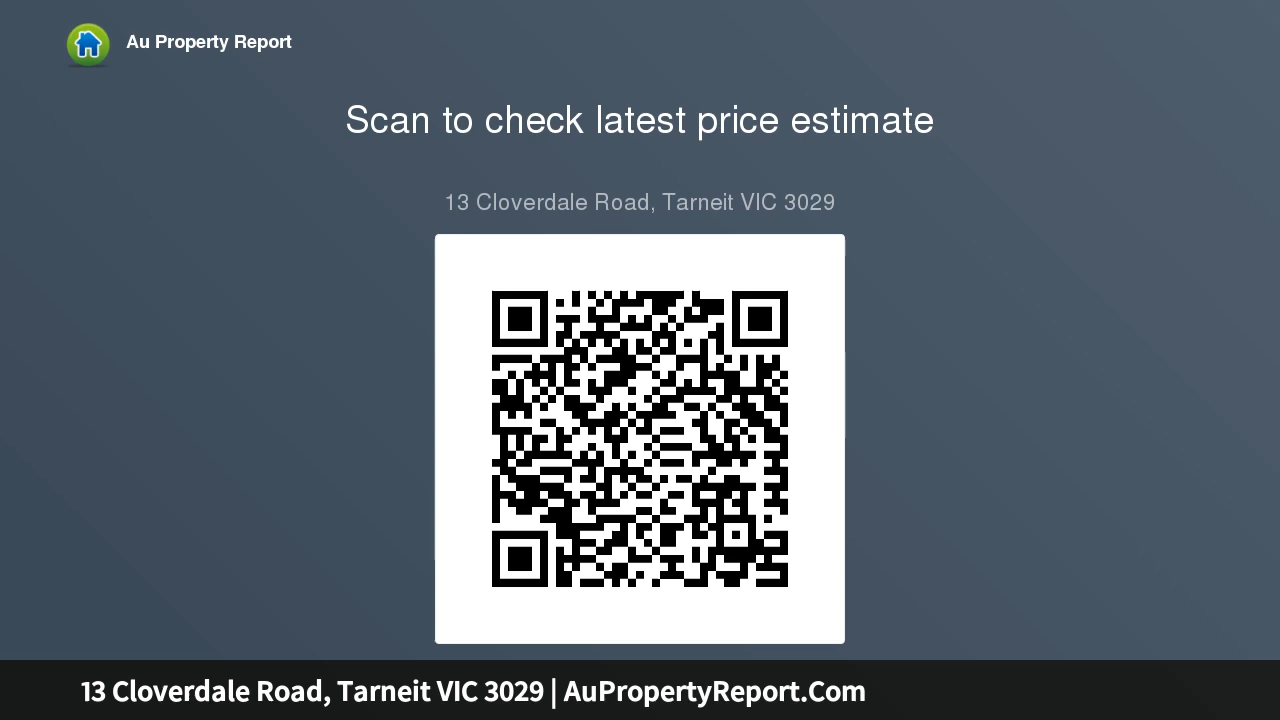 Au Property Report
Scan to check latest price estimate
13 Cloverdale Road, Tarneit VIC 3029
13 Cloverdale Road, Tarneit VIC 3029 | AuPropertyReport.Com